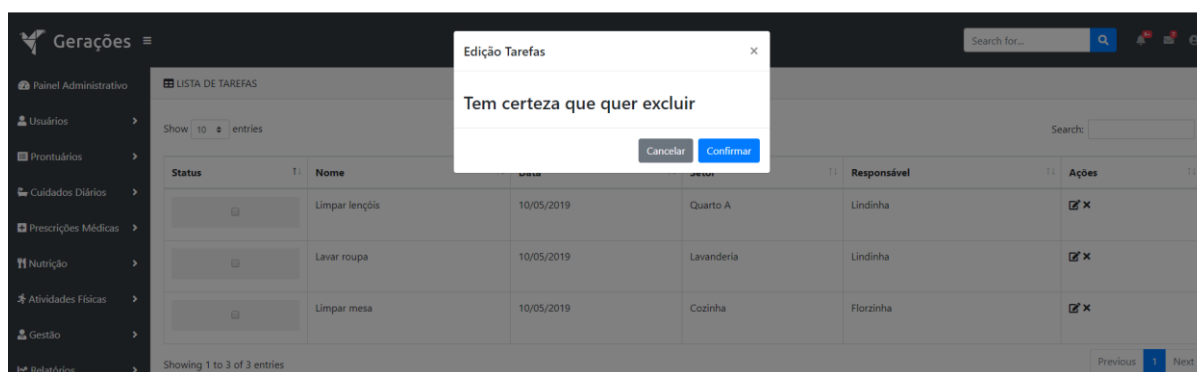 Gerações
Search for...
Edição Tarefas ×
Tem certeza que quer excluir
Cancelar Confirmar
Painel Administrativo
Usuários
Prontuários
Cuidados Diários
Prescrições Médicas
Nutrição
Atividades Físicas
Gestão
Relatórios
LISTA DE TAREFAS
Show 10 entries
Search:
Status Nome Data Setor Responsável Ações
Limpar lençóis 10/05/2019 Quarto A Lindinha
Lavar roupa 10/05/2019 Lavanderia Lindinha
Limpar mesa 10/05/2019 Cozinha Florzinha
Showing 1 to 3 of 3 entries
Previous 1 Next